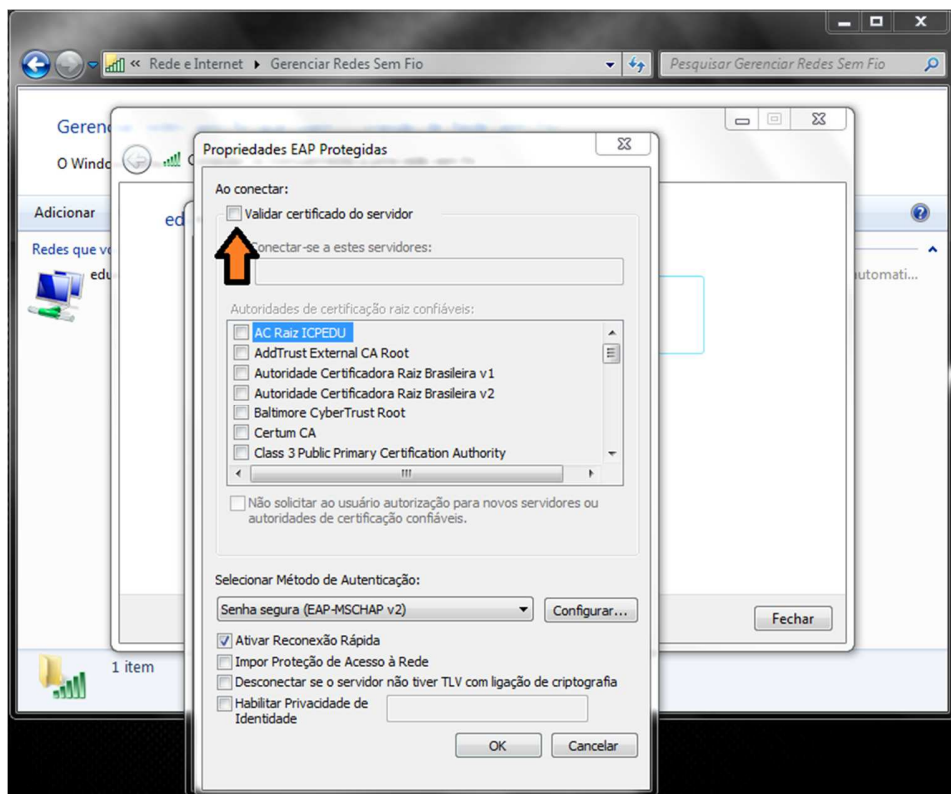 « Rede e Internet ▸ Gerenciar Redes Sem Fio
Pesquisar Gerenciar Redes Sem Fio
Geren
O Windo
Adicionar
Redes que vo
edu
utomati...
1 item
ed
Fechar
Propriedades EAP Protegidas
Ao conectar:
Validar certificado do servidor
Conectar-se a estes servidores:
Autoridades de certificação raiz confiáveis:
AC Raiz ICPEDU
AddTrust External CA Root
Autoridade Certificadora Raiz Brasileira v1
Autoridade Certificadora Raiz Brasileira v2
Baltimore CyberTrust Root
Certum CA
Class 3 Public Primary Certification Authority
Não solicitar ao usuário autorização para novos servidores ou
autoridades de certificação confiáveis.
Selecionar Método de Autenticação:
Senha segura (EAP-MSCHAP v2)
Configurar...
Ativar Reconexão Rápida
Impor Proteção de Acesso à Rede
Desconectar se o servidor não tiver TLV com ligação de criptografia
Habilitar Privacidade de
Identidade
OK
Cancelar